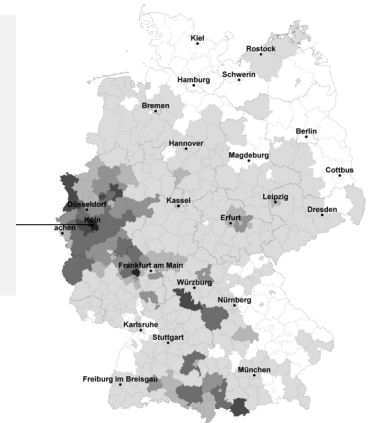 Kiel
Rostock
Schwerin
Hamburg
Bremen
Berlin
Hannover
Magdeburg
Cottbus
Kassel
Leipzig
Düsseldorf
Dresden
Erfurt
Köln
achen
Frankfurt am Main
Würzburg
Nürnberg
Karlsruhe
Stuttgart
München
Freiburg im Breisgau